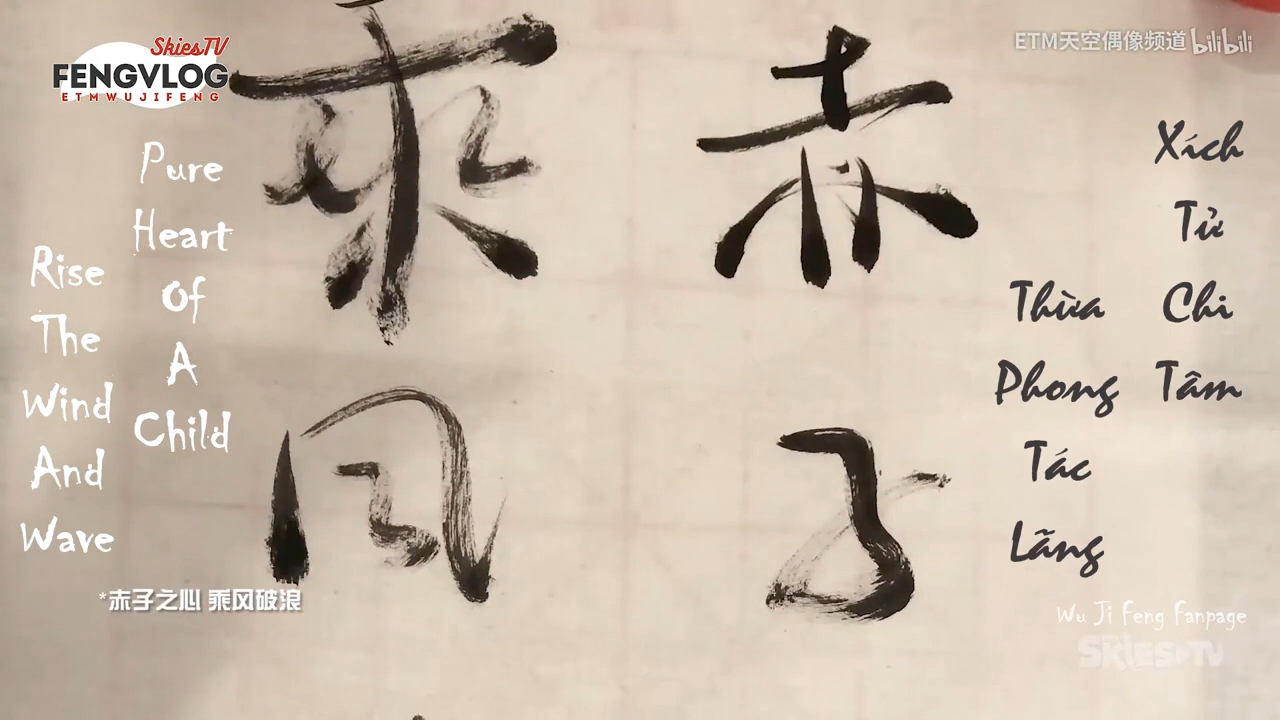 SkiesTV
FENGVLOG
ETMWUJIFENG
ETM天空偶像频道 bilibili
赤子
乘风
Pure
Heart
Of
A
Child
Rise
The
Wind
And
Wave
Xích
Tử
Chi
Tâm
Thừa
Phong
Tác
Lãng
*赤子之心 乘风破浪
Wu Ji Feng Fanpage
SKIES TV